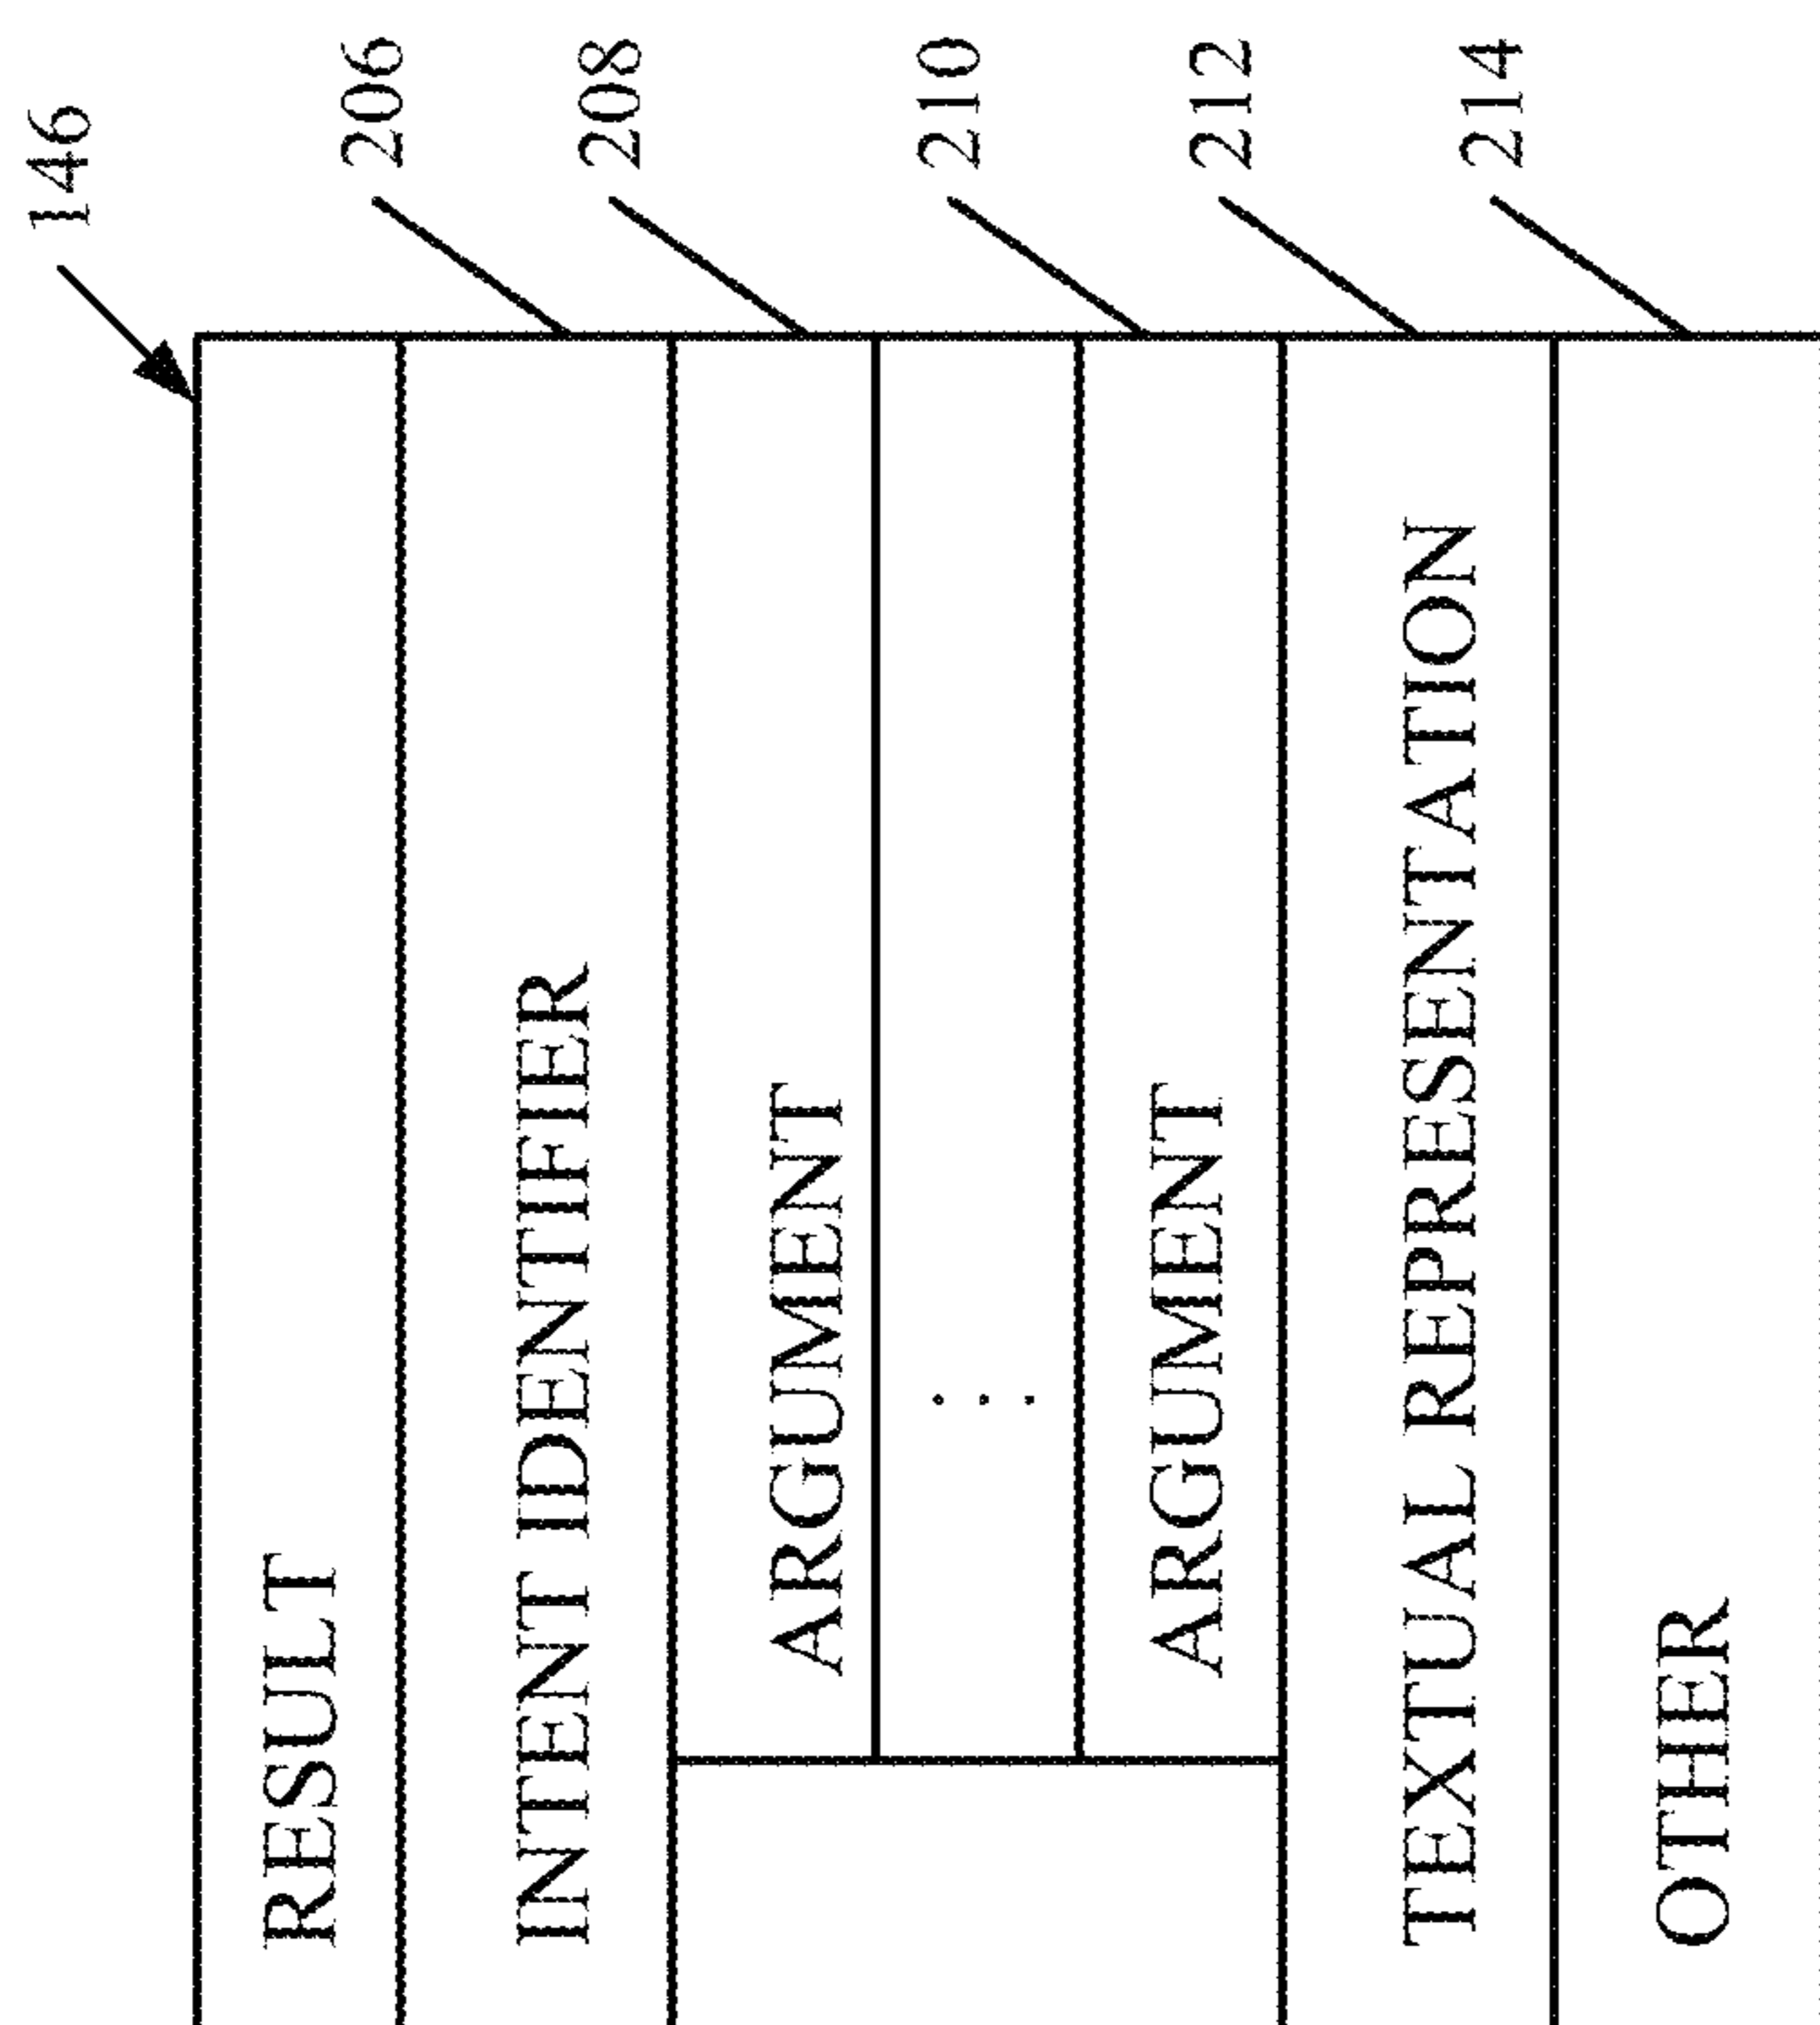 146
RESULT
206
INTENT IDENTIFIER
208
ARGUMENT
. . .
210
ARGUMENT
212
TEXTUAL REPRESENTATION
214
OTHER